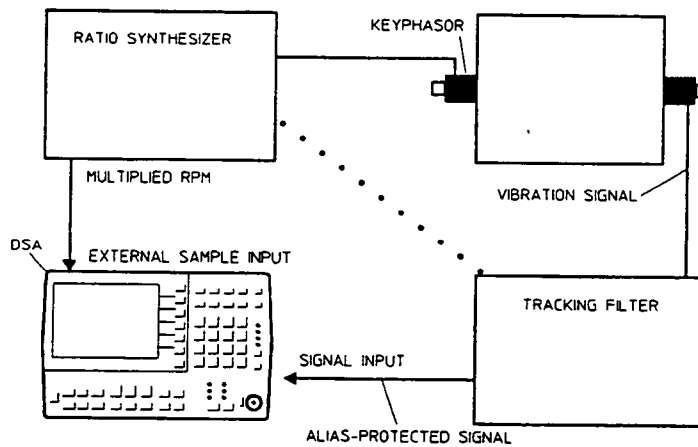 RATIO SYNTHESIZER
KEYPHASOR
MULTIPLIED RPM
VIBRATION SIGNAL
DSA
EXTERNAL SAMPLE INPUT
TRACKING FILTER
SIGNAL INPUT
ALIAS-PROTECTED SIGNAL